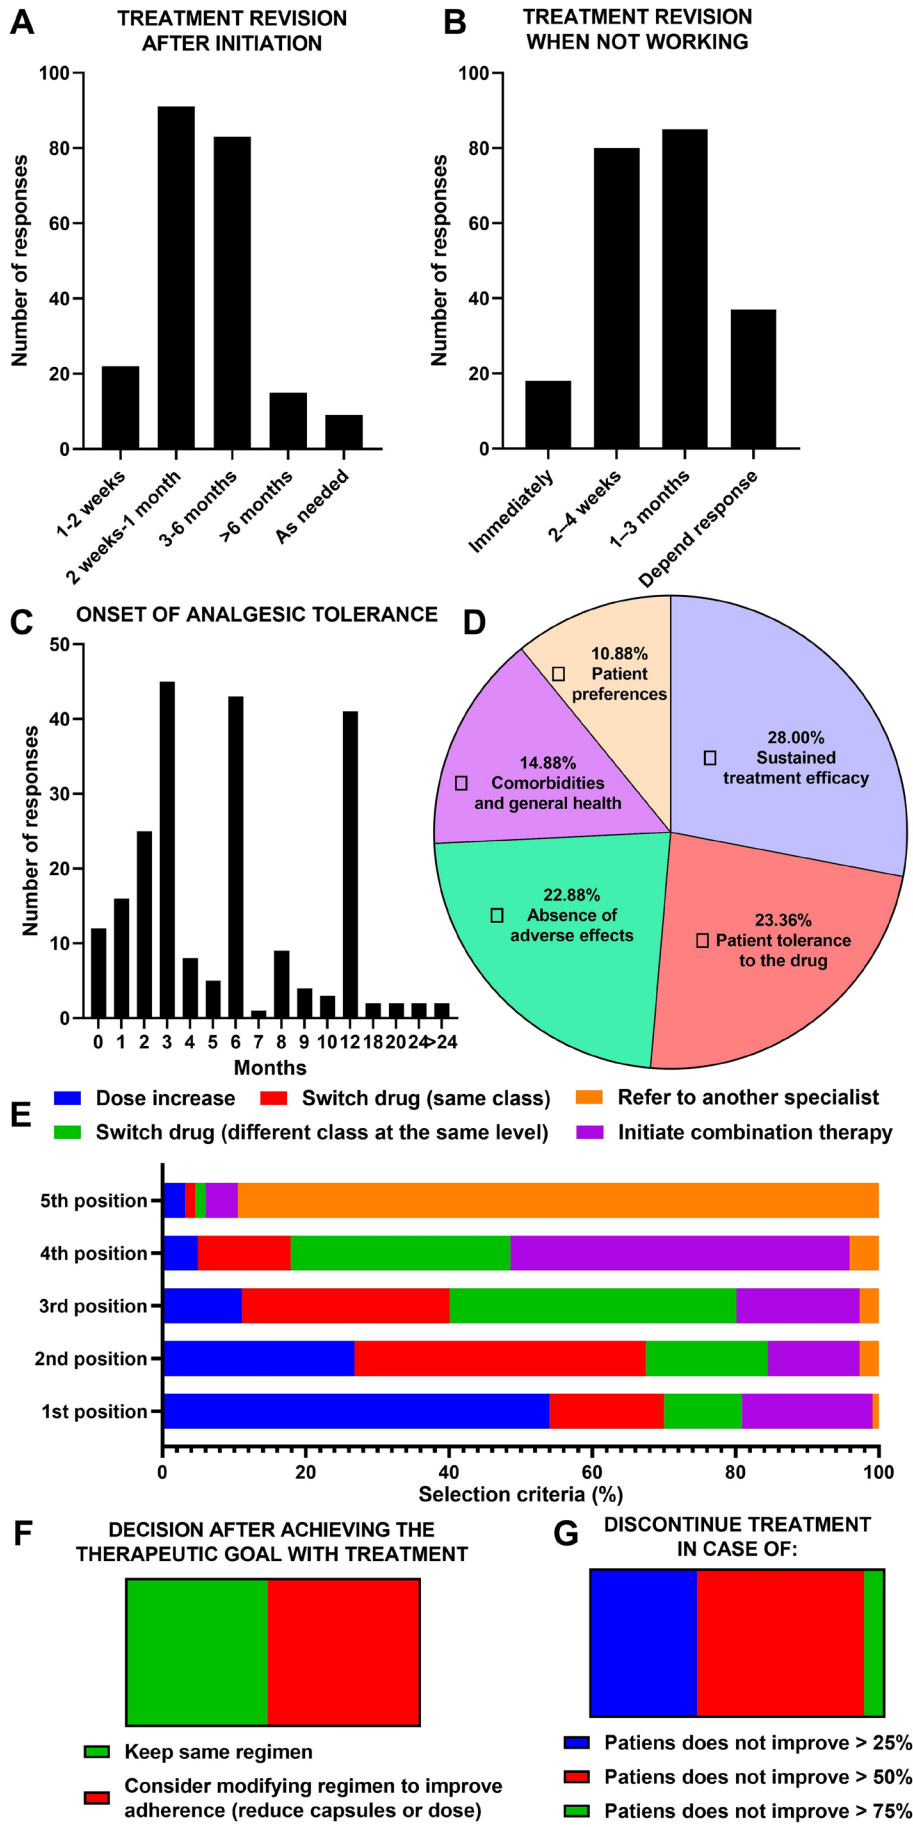 A
TREATMENT REVISION
AFTER INITIATION
Number of responses
100
80
60
40
20
0
1-2 weeks
2 weeks-1 month
3-6 months
>6 months
As needed
B
TREATMENT REVISION
WHEN NOT WORKING
Number of responses
100
80
60
40
20
0
Immediately
2–4 weeks
1–3 months
Depend response
C
ONSET OF ANALGESIC TOLERANCE
Number of responses
50
40
30
20
10
0
0 1 2 3 4 5 6 7 8 9 10 12 18 20 24 >24
Months
D
10.88%
Patient
preferences
28.00%
Sustained
treatment efficacy
14.88%
Comorbidities
and general health
22.88%
Absence of
adverse effects
23.36%
Patient tolerance
to the drug
E
Dose increase
Switch drug (same class)
Refer to another specialist
Switch drug (different class at the same level)
Initiate combination therapy
5th position
4th position
3rd position
2nd position
1st position
0 20 40 60 80 100
Selection criteria (%)
F
DECISION AFTER ACHIEVING THE
THERAPEUTIC GOAL WITH TREATMENT
Keep same regimen
Consider modifying regimen to improve
adherence (reduce capsules or dose)
G
DISCONTINUE TREATMENT
IN CASE OF:
Patiens does not improve > 25%
Patiens does not improve > 50%
Patiens does not improve > 75%